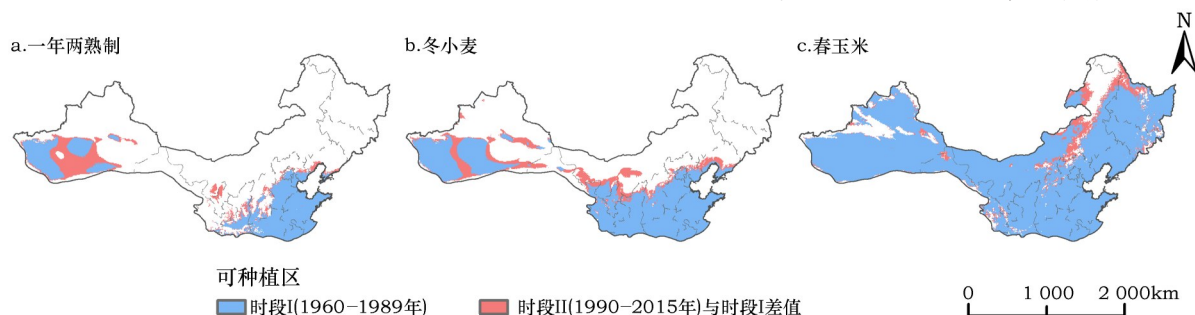 N
a.一年两熟制
b.冬小麦
c.春玉米
可种植区
时段I(1960-1989年)
时段II(1990-2015年)与时段I差值
0 1 000 2 000km